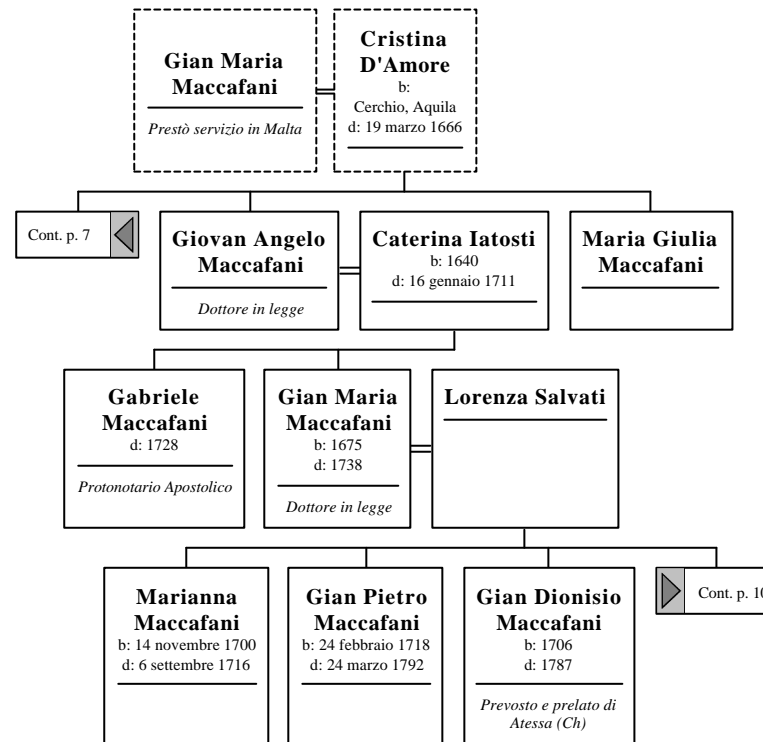 Gian Maria
Maccafani
Prestò servizio in Malta
Cristina
D'Amore
b:
Cerchio, Aquila
d: 19 marzo 1666
Cont. p. 7
Giovan Angelo
Maccafani
Dottore in legge
Caterina Iatosti
b: 1640
d: 16 gennaio 1711
Maria Giulia
Maccafani
Gabriele
Maccafani
d: 1728
Protonotario Apostolico
Gian Maria
Maccafani
b: 1675
d: 1738
Dottore in legge
Lorenza Salvati
Marianna
Maccafani
b: 14 novembre 1700
d: 6 settembre 1716
Gian Pietro
Maccafani
b: 24 febbraio 1718
d: 24 marzo 1792
Gian Dionisio
Maccafani
b: 1706
d: 1787
Prevosto e prelato di
Atessa (Ch)
Cont. p. 10